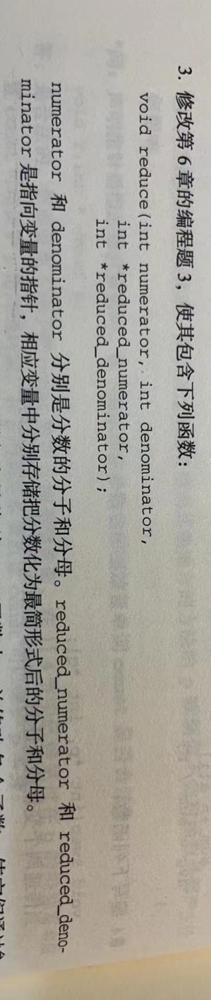 3. 修改第 6 章的编程题 3，使其包含下列函数：
void reduce(int numerator, int denominator,
int *reduced_numerator,
int *reduced_denominator);
numerator 和 denominator 分别是分数的分子和分母。reduced_numerator 和 reduced_deno-
minator 是指向变量的指针，相应变量中分别存储把分数化为最简形式后的分子和分母。